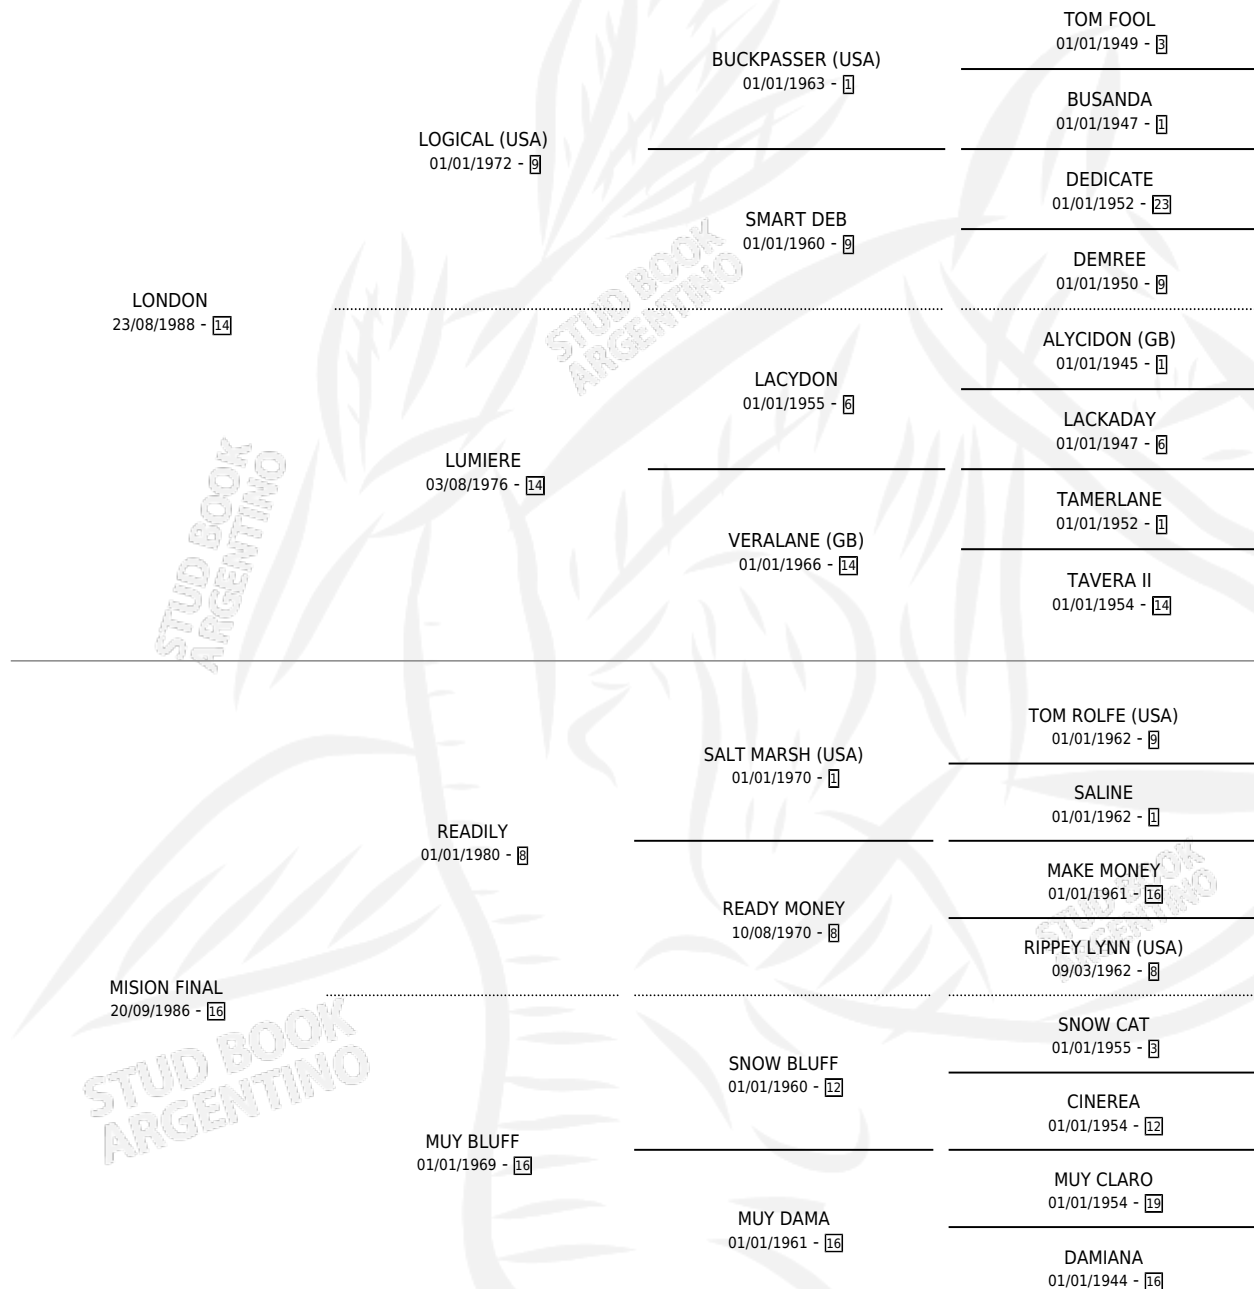 TOM FOOL
01/01/1949 - 3
BUCKPASSER (USA)
01/01/1963 - 1
BUSANDA
01/01/1947 - 1
LOGICAL (USA)
01/01/1972 - 9
DEDICATE
01/01/1952 - 23
SMART DEB
01/01/1960 - 9
DEMREE
01/01/1950 - 9
LONDON
23/08/1988 - 14
STUD BOOK
ARGENTINO
ALYCIDON (GB)
01/01/1945 - 1
LACYDON
01/01/1955 - 6
LACKADAY
01/01/1947 - 6
LUMIERE
03/08/1976 - 14
TAMERLANE
01/01/1952 - 1
VERALANE (GB)
01/01/1966 - 14
TAVERA II
01/01/1954 - 14
STUD BOOK
ARGENTINO
TOM ROLFE (USA)
01/01/1962 - 9
SALT MARSH (USA)
01/01/1970 - 1
SALINE
01/01/1962 - 1
READILY
01/01/1980 - 8
MAKE MONEY
01/01/1961 - 16
READY MONEY
10/08/1970 - 8
RIPPEY LYNN (USA)
09/03/1962 - 8
STUD BOOK
ARGENTINO
MISION FINAL
20/09/1986 - 16
SNOW CAT
01/01/1955 - 3
SNOW BLUFF
01/01/1960 - 12
CINEREA
01/01/1954 - 12
STUD BOOK
ARGENTINO
MUY BLUFF
01/01/1969 - 16
MUY CLARO
01/01/1954 - 19
MUY DAMA
01/01/1961 - 16
DAMIANA
01/01/1944 - 16